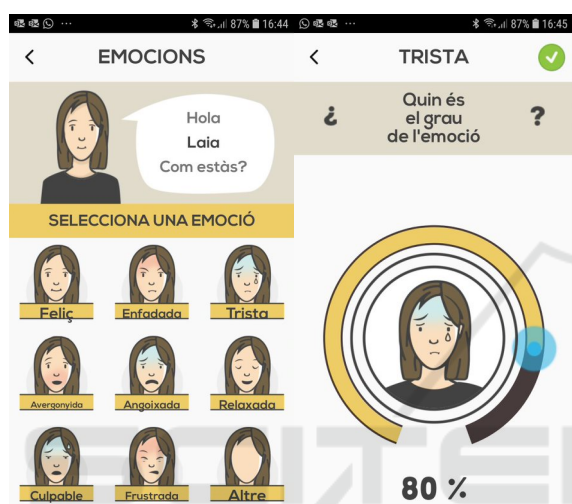 87% 16:44
EMOCIONS
Hola
Laia
Com estàs?
SELECCIONA UNA EMOCIÓ
Feliç Enfadada Trista
Avergonyida Angoixada Relaxada
Culpable Frustrada Altre
87% 16:45
TRISTA
¿ Quin és ?
el grau
de l'emoció
80 %
SCITE